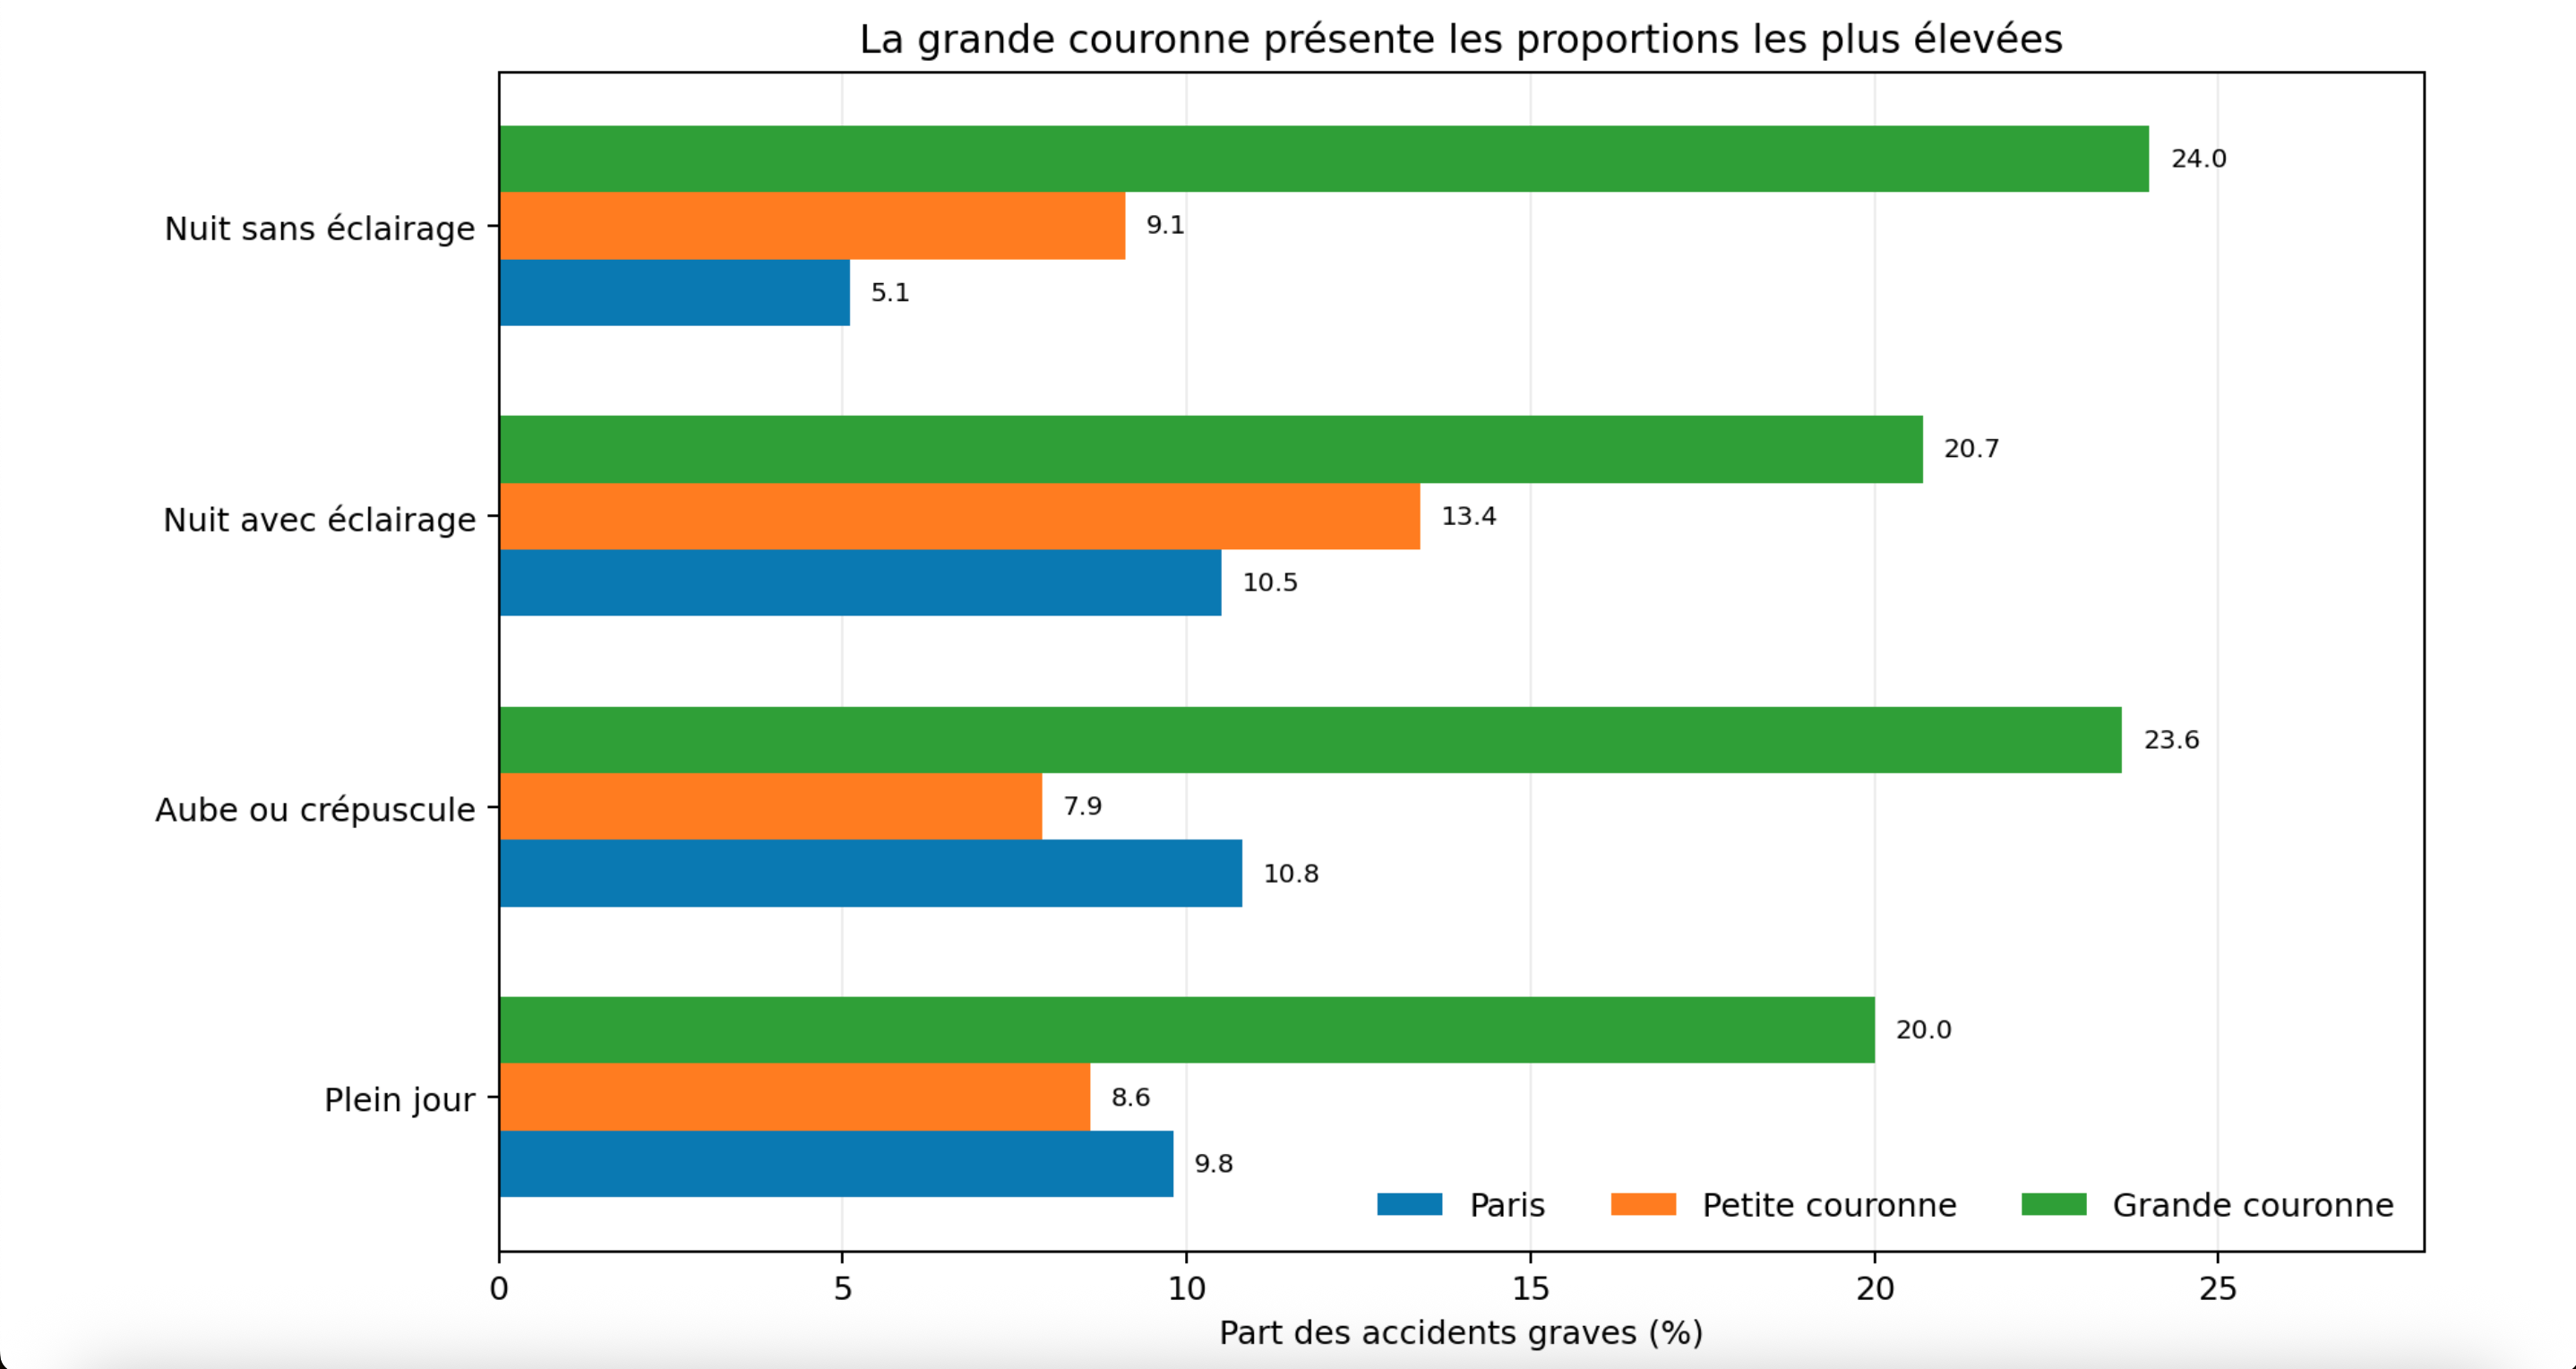 La grande couronne présente les proportions les plus élevées
24.0
Nuit sans éclairage
9.1
5.1
20.7
Nuit avec éclairage
13.4
10.5
23.6
Aube ou crépuscule
7.9
10.8
20.0
Plein jour
8.6
9.8
Paris Petite couronne Grande couronne
0 5 10 15 20 25
Part des accidents graves (%)